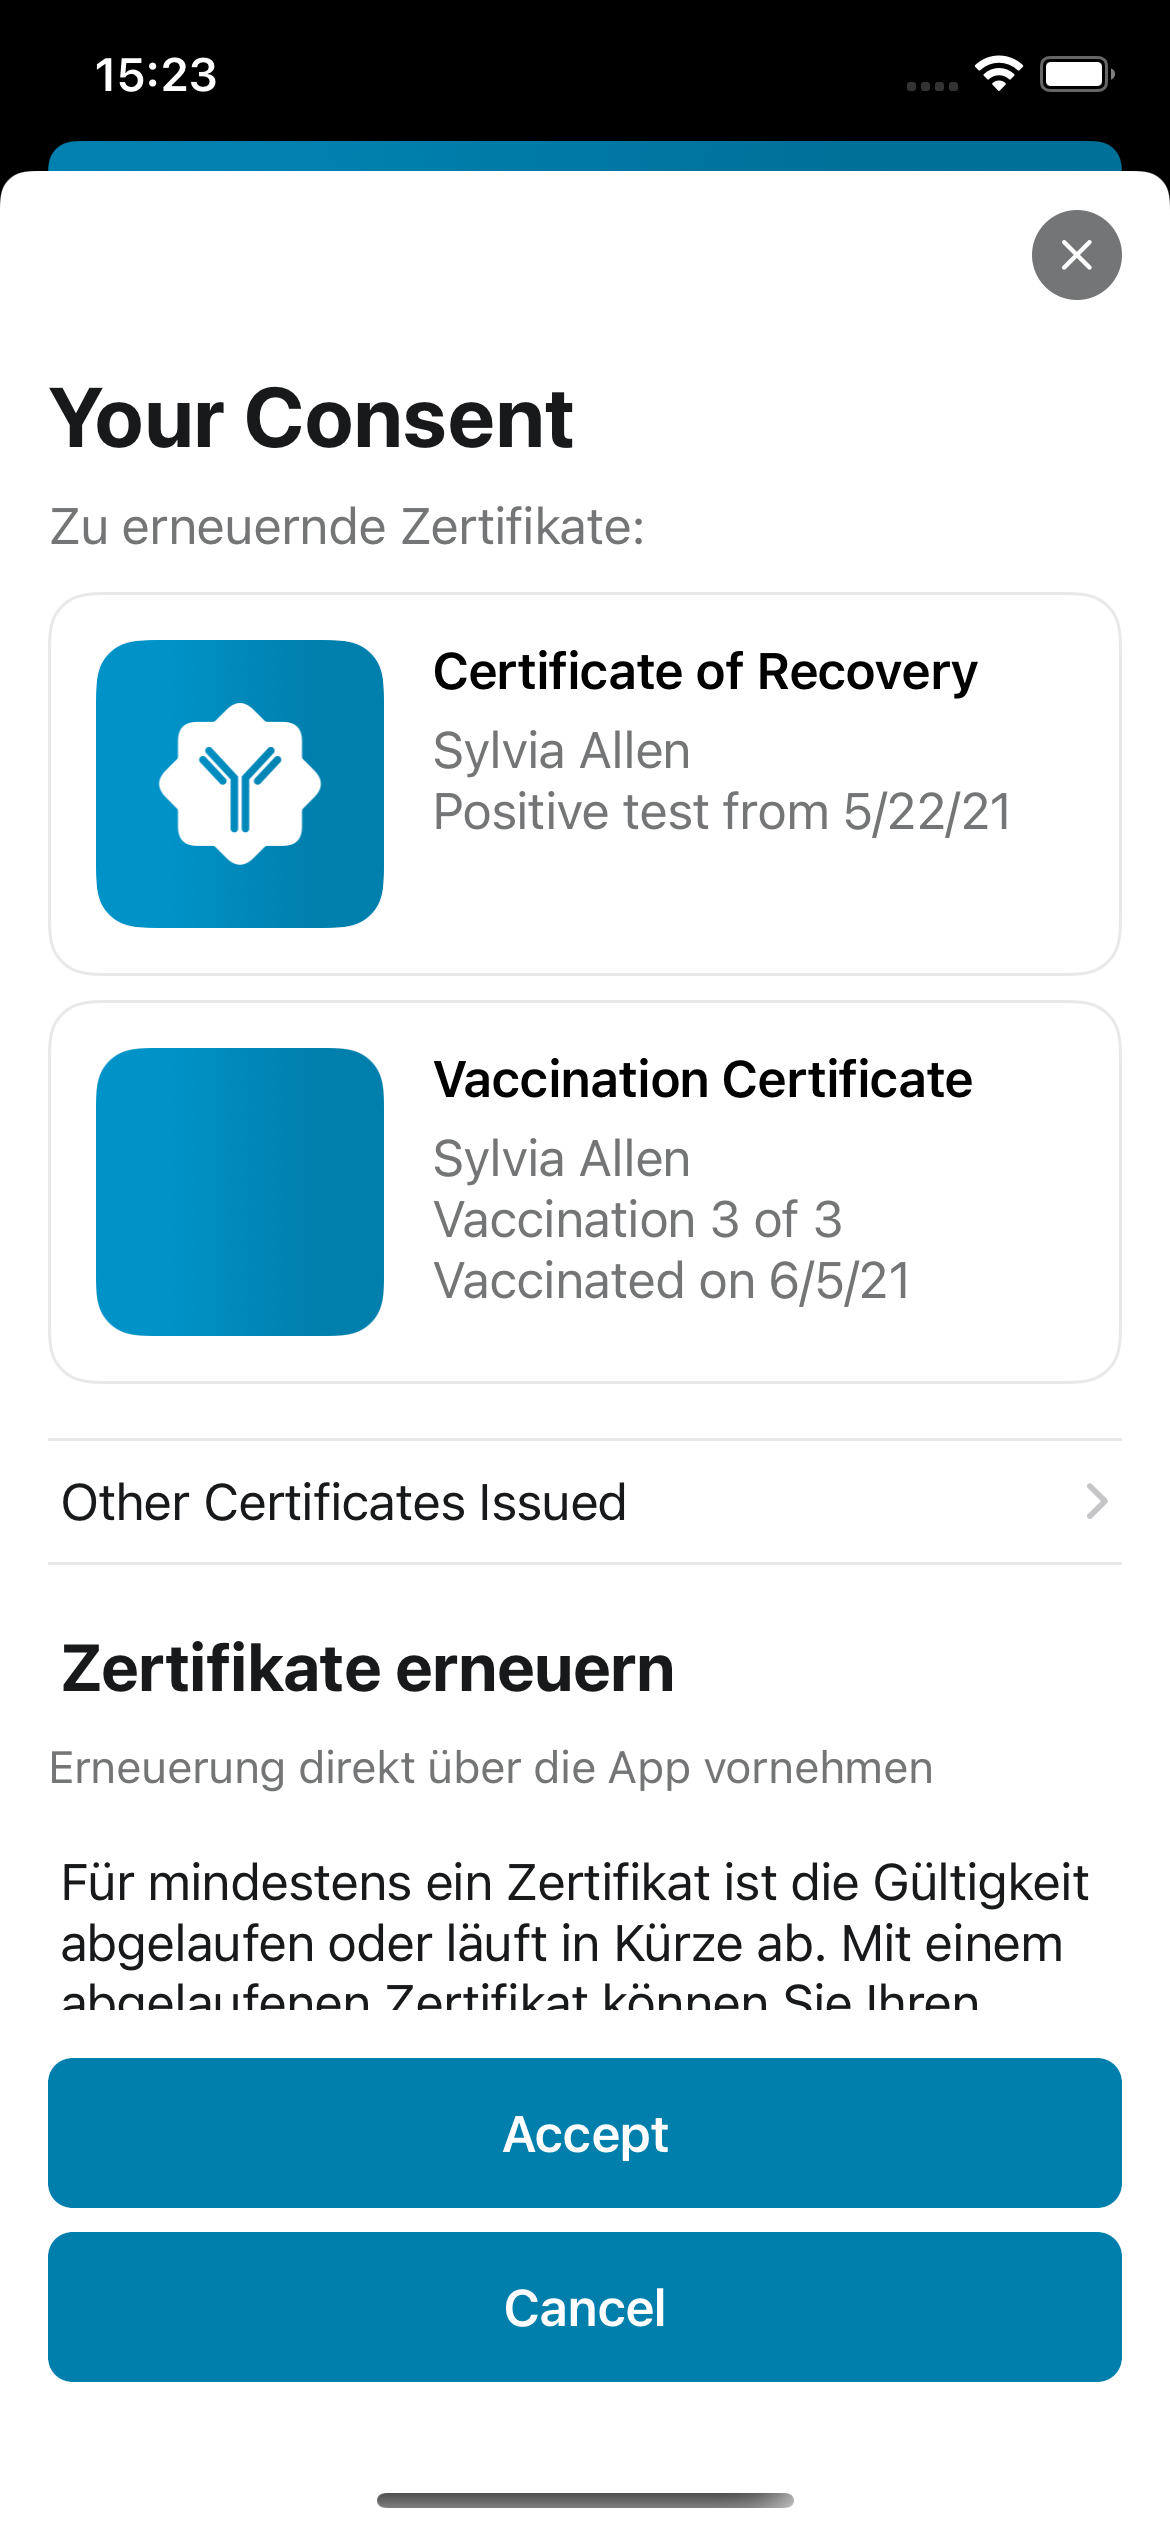 15:23
Your Consent
Zu erneuernde Zertifikate:
Certificate of Recovery
Sylvia Allen
Positive test from 5/22/21
Vaccination Certificate
Sylvia Allen
Vaccination 3 of 3
Vaccinated on 6/5/21
Other Certificates Issued
Zertifikate erneuern
Erneuerung direkt über die App vornehmen
Für mindestens ein Zertifikat ist die Gültigkeit
abgelaufen oder läuft in Kürze ab. Mit einem
abgelaufenen Zertifikat können Sie Ihren
Accept
Cancel